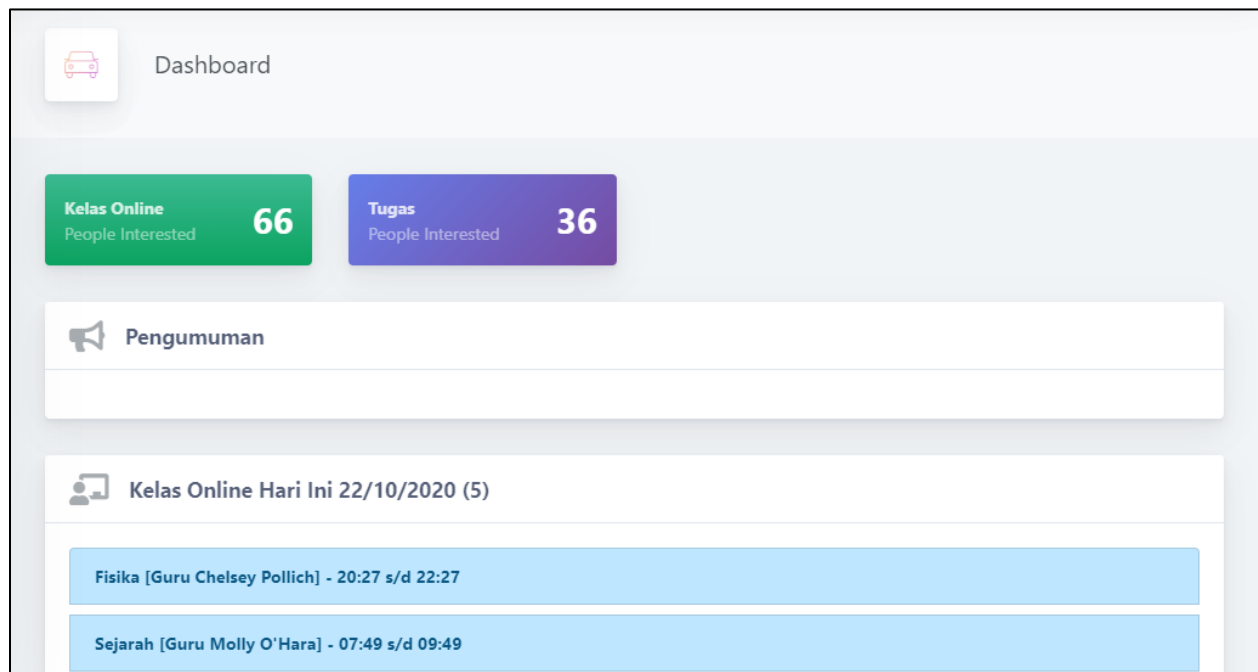 Dashboard
Kelas Online
People Interested
66
Tugas
People Interested
36
Pengumuman
Kelas Online Hari Ini 22/10/2020 (5)
Fisika [Guru Chelsey Pollich] - 20:27 s/d 22:27
Sejarah [Guru Molly O'Hara] - 07:49 s/d 09:49